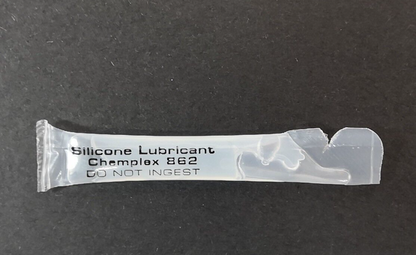 Silicone Lubricant
Chemplex 862
DO NOT INGEST